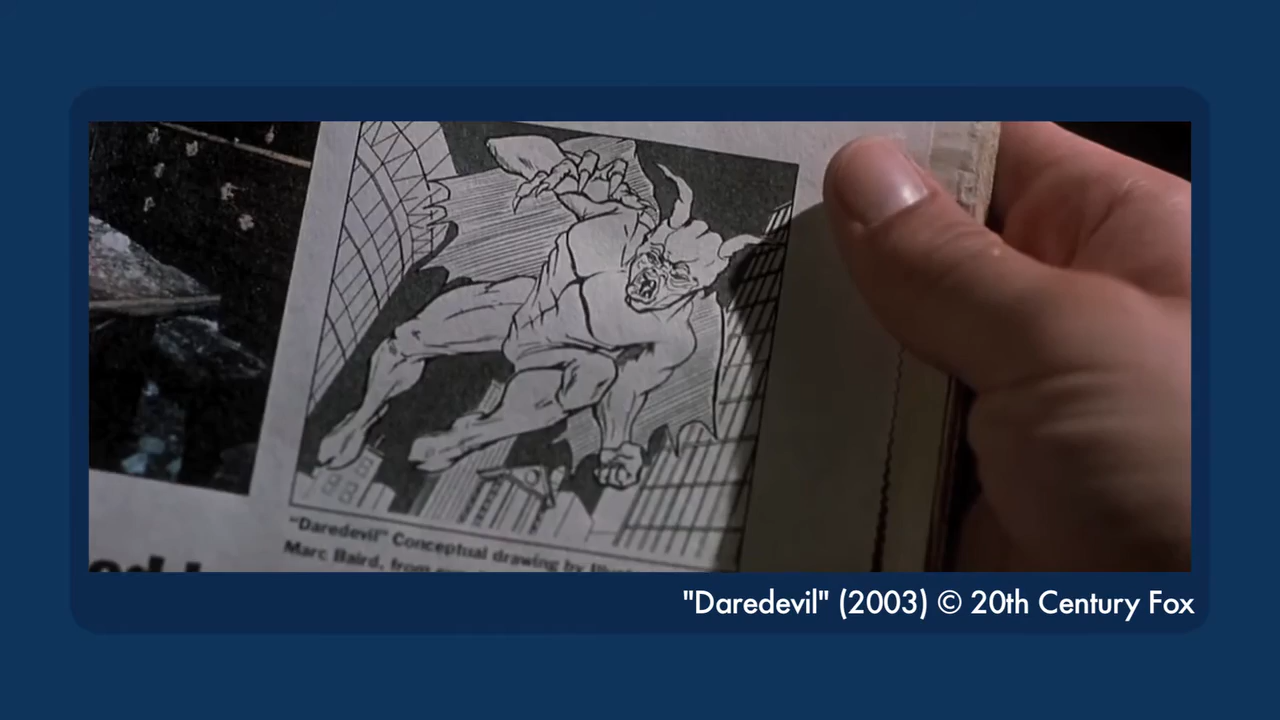 "Daredevil" Conceptual drawing by
Marc Baird, from
"Daredevil" (2003) © 20th Century Fox